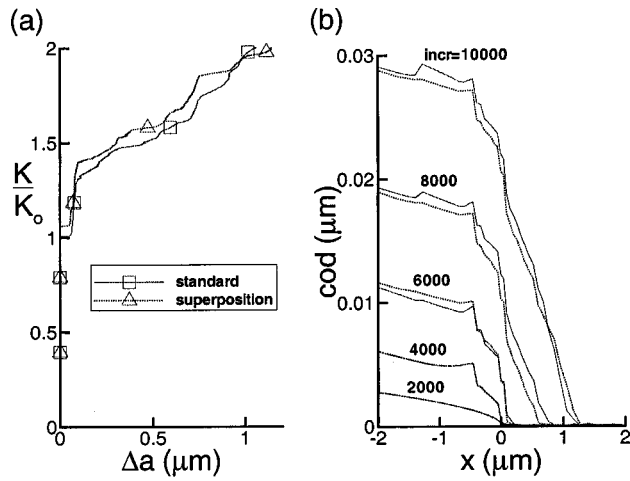 (a)
2
1.5
K
K₀
1
0.5
0
0
0.5
1
Δa (μm)
standard
superposition
(b)
0.03
0.02
0.01
0
cod (μm)
incr=10000
8000
6000
4000
2000
-2
-1
0
1
2
x (μm)